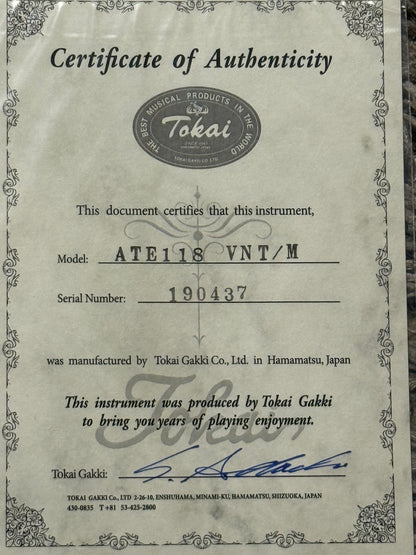 Certificate of Authenticity
THE BEST MUSICAL PRODUCTS IN THE WORLD
Tokai
SINCE 1947
TOKAI GAKKI CO. LTD
This document certifies that this instrument,
Model: ATE118 VNT/M
Serial Number: 190437
was manufactured by Tokai Gakki Co., Ltd. in Hamamatsu, Japan
Tokai
This instrument was produced by Tokai Gakki
to bring you years of playing enjoyment.
Tokai Gakki:
TOKAI GAKKI CO., LTD 2-26-10, ENSHUHAMA, MINAMI-KU, HAMAMATSU, SHIZUOKA, JAPAN
430-0835 T+81 53-425-2800